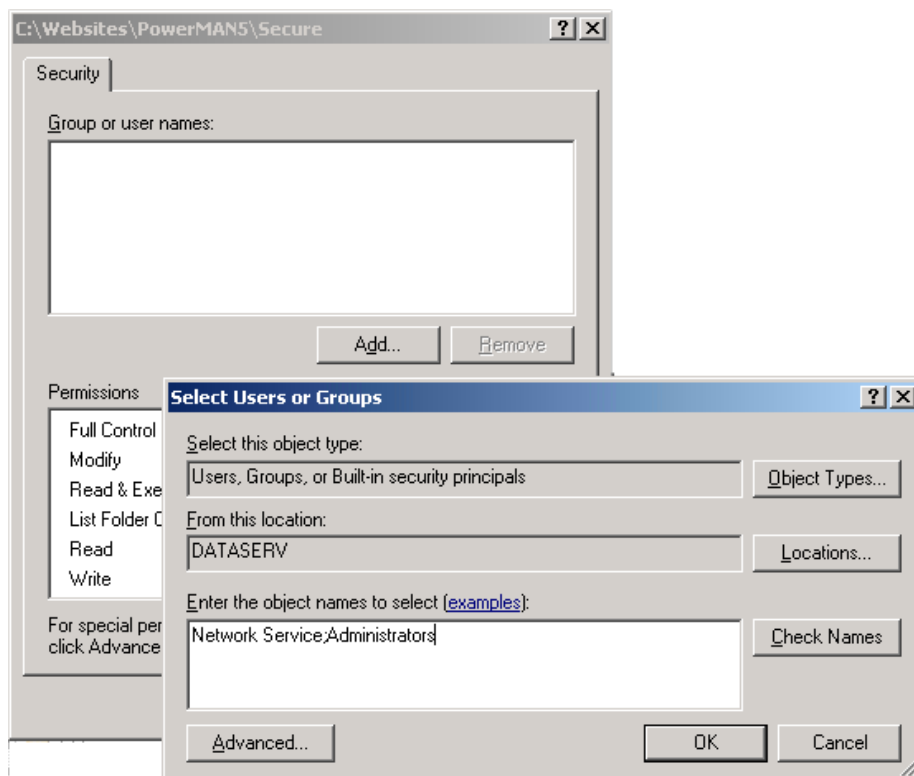 C:\Websites\PowerMAN5\Secure
Security
Group or user names:
Add...
Remove
Permissions
Full Control
Modify
Read & Exe
List Folder C
Read
Write
For special per
click Advance
Select Users or Groups
Select this object type:
Users, Groups, or Built-in security principals
Object Types...
From this location:
DATASERV
Locations...
Enter the object names to select (examples):
Network Service;Administrators
Check Names
Advanced...
OK
Cancel